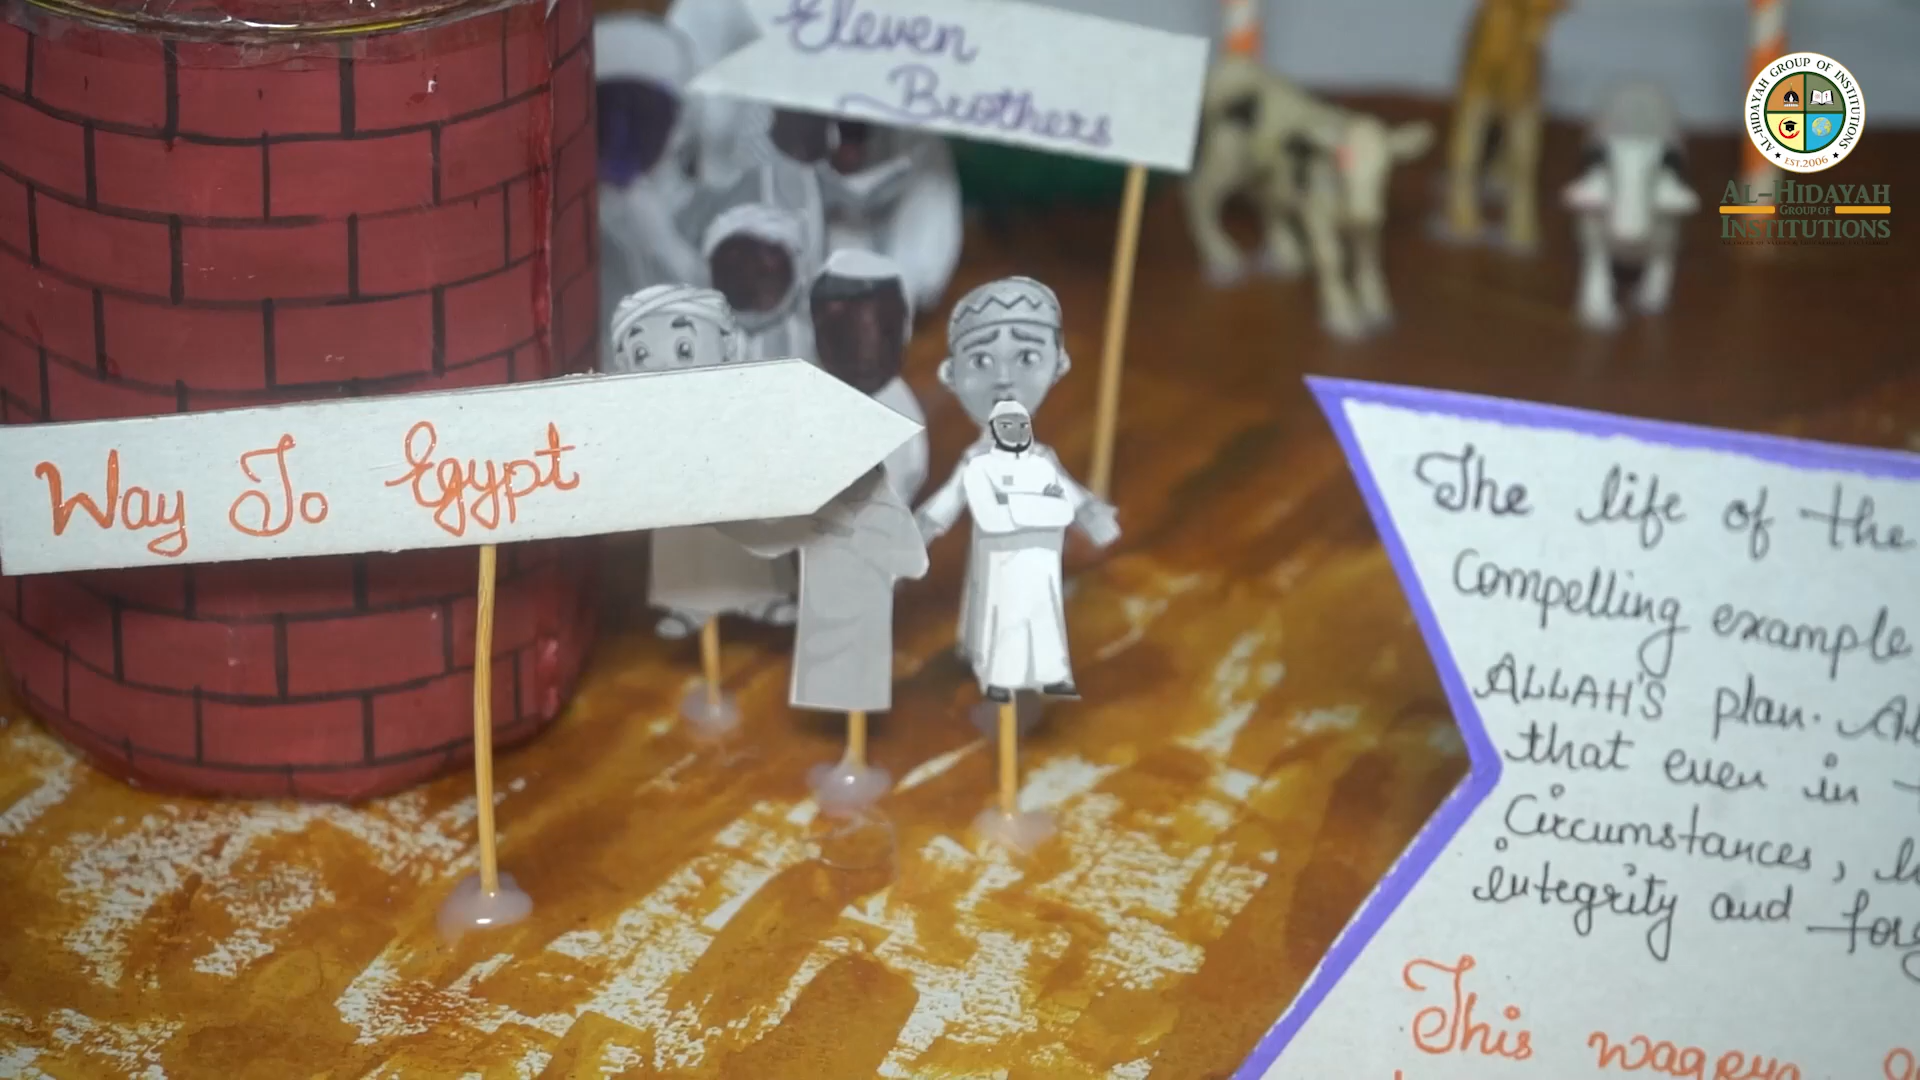 Eleven
Brothers
Way To Egypt
The life of the
Compelling example
ALLAH'S plan.
that even in
Circumstances,
integrity and
This waqeya
AL-HIDAYAH GROUP OF INSTITUTIONS
EST.2006
AL-HIDAYAH
GROUP OF
INSTITUTIONS